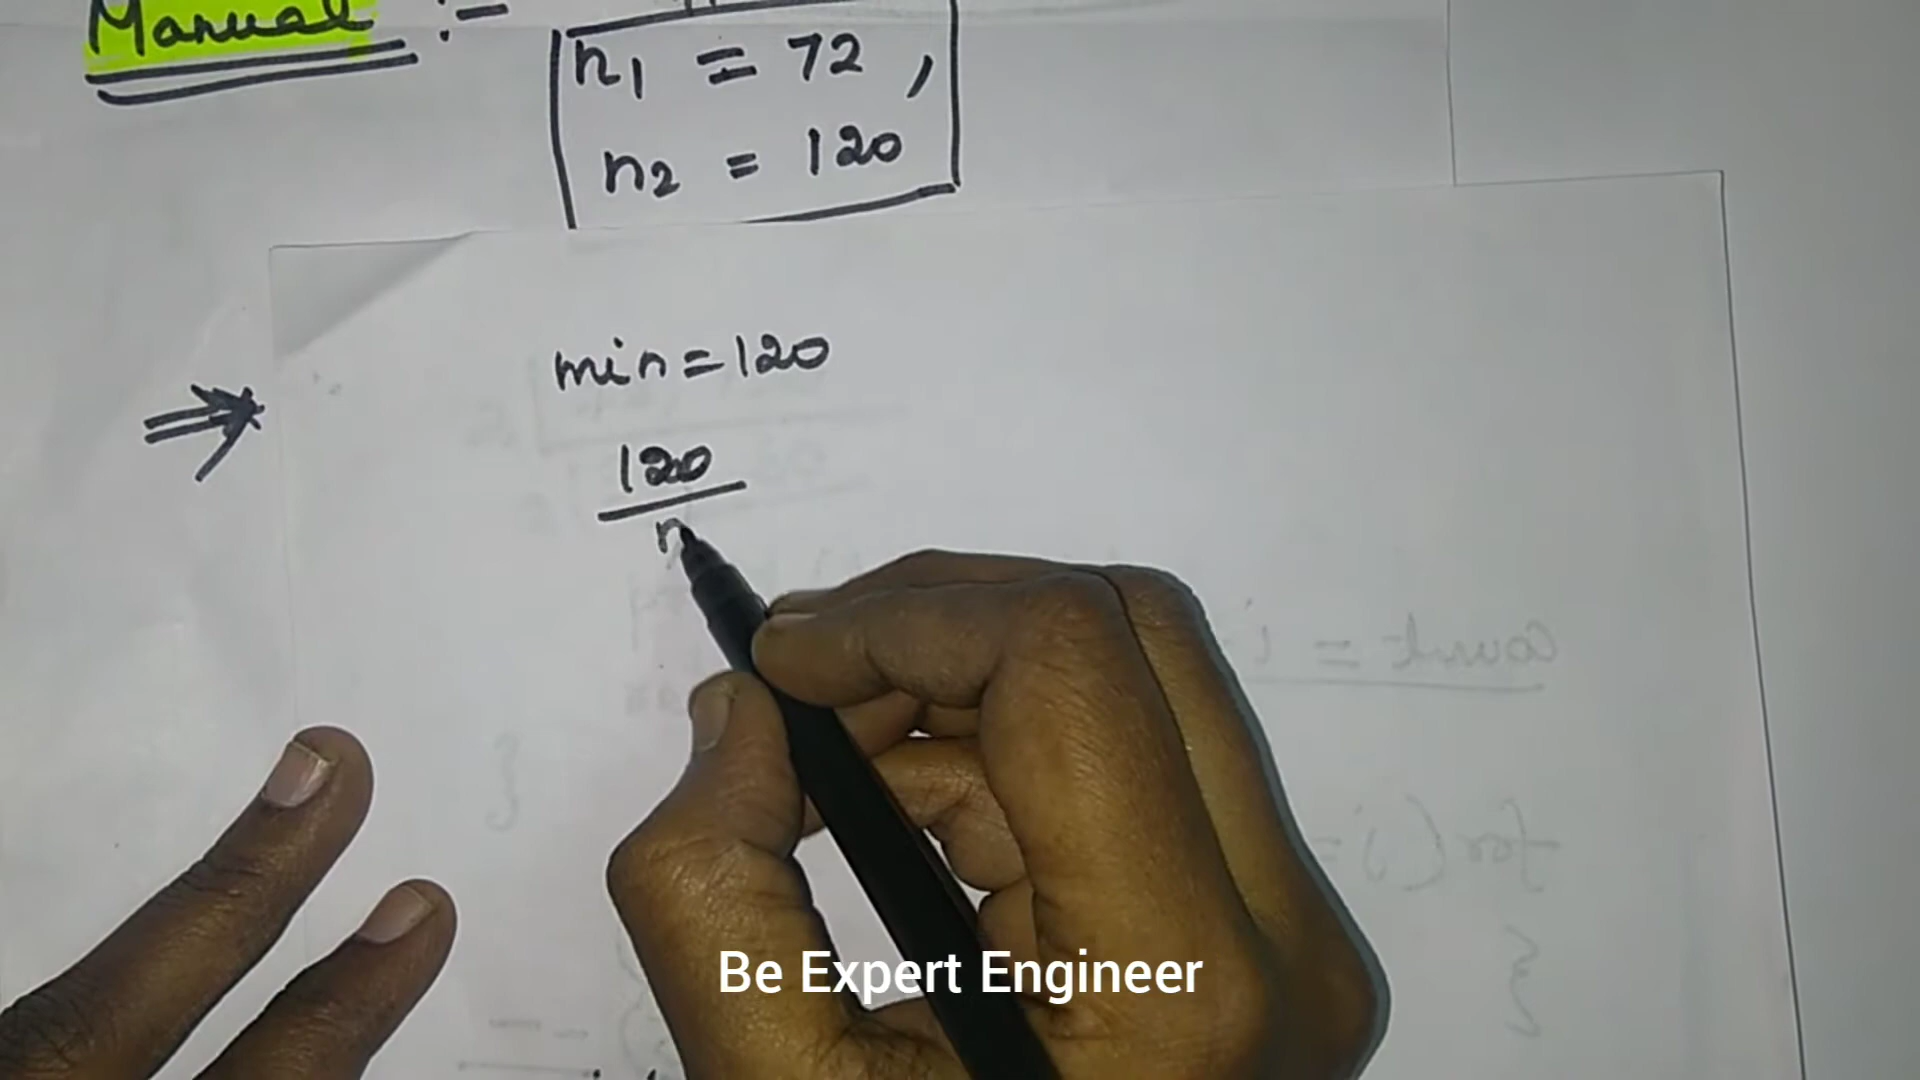 Manual :-
n1 = 72 ,
n2 = 120
min = 120
120
n
Be Expert Engineer